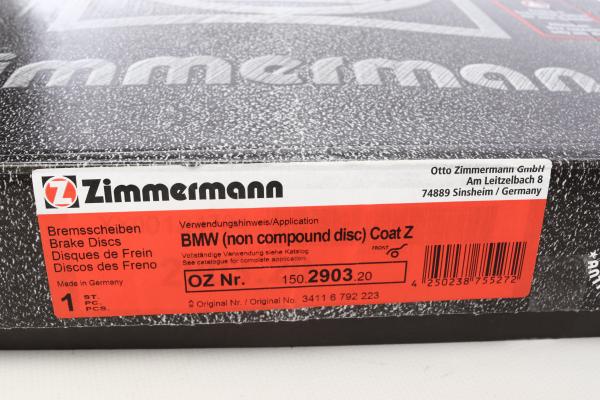 Zimmermann
Z Zimmermann
Otto Zimmermann GmbH
Am Leitzelbach 8
74889 Sinsheim / Germany
Bremsscheiben
Brake Discs
Disques de Frein
Discos del Freno
Made in Germany
1 ST.
PC.
PCS.
Verwendungshinweis/Application
BMW (non compound disc) Coat Z
Vollständige Verwendung siehe Katalog.
See catalogue for complete application.
FRONT
OZ Nr. 150.2903.20
Original Nr. / Original No. 3411 6 792 223
4 250238 755272